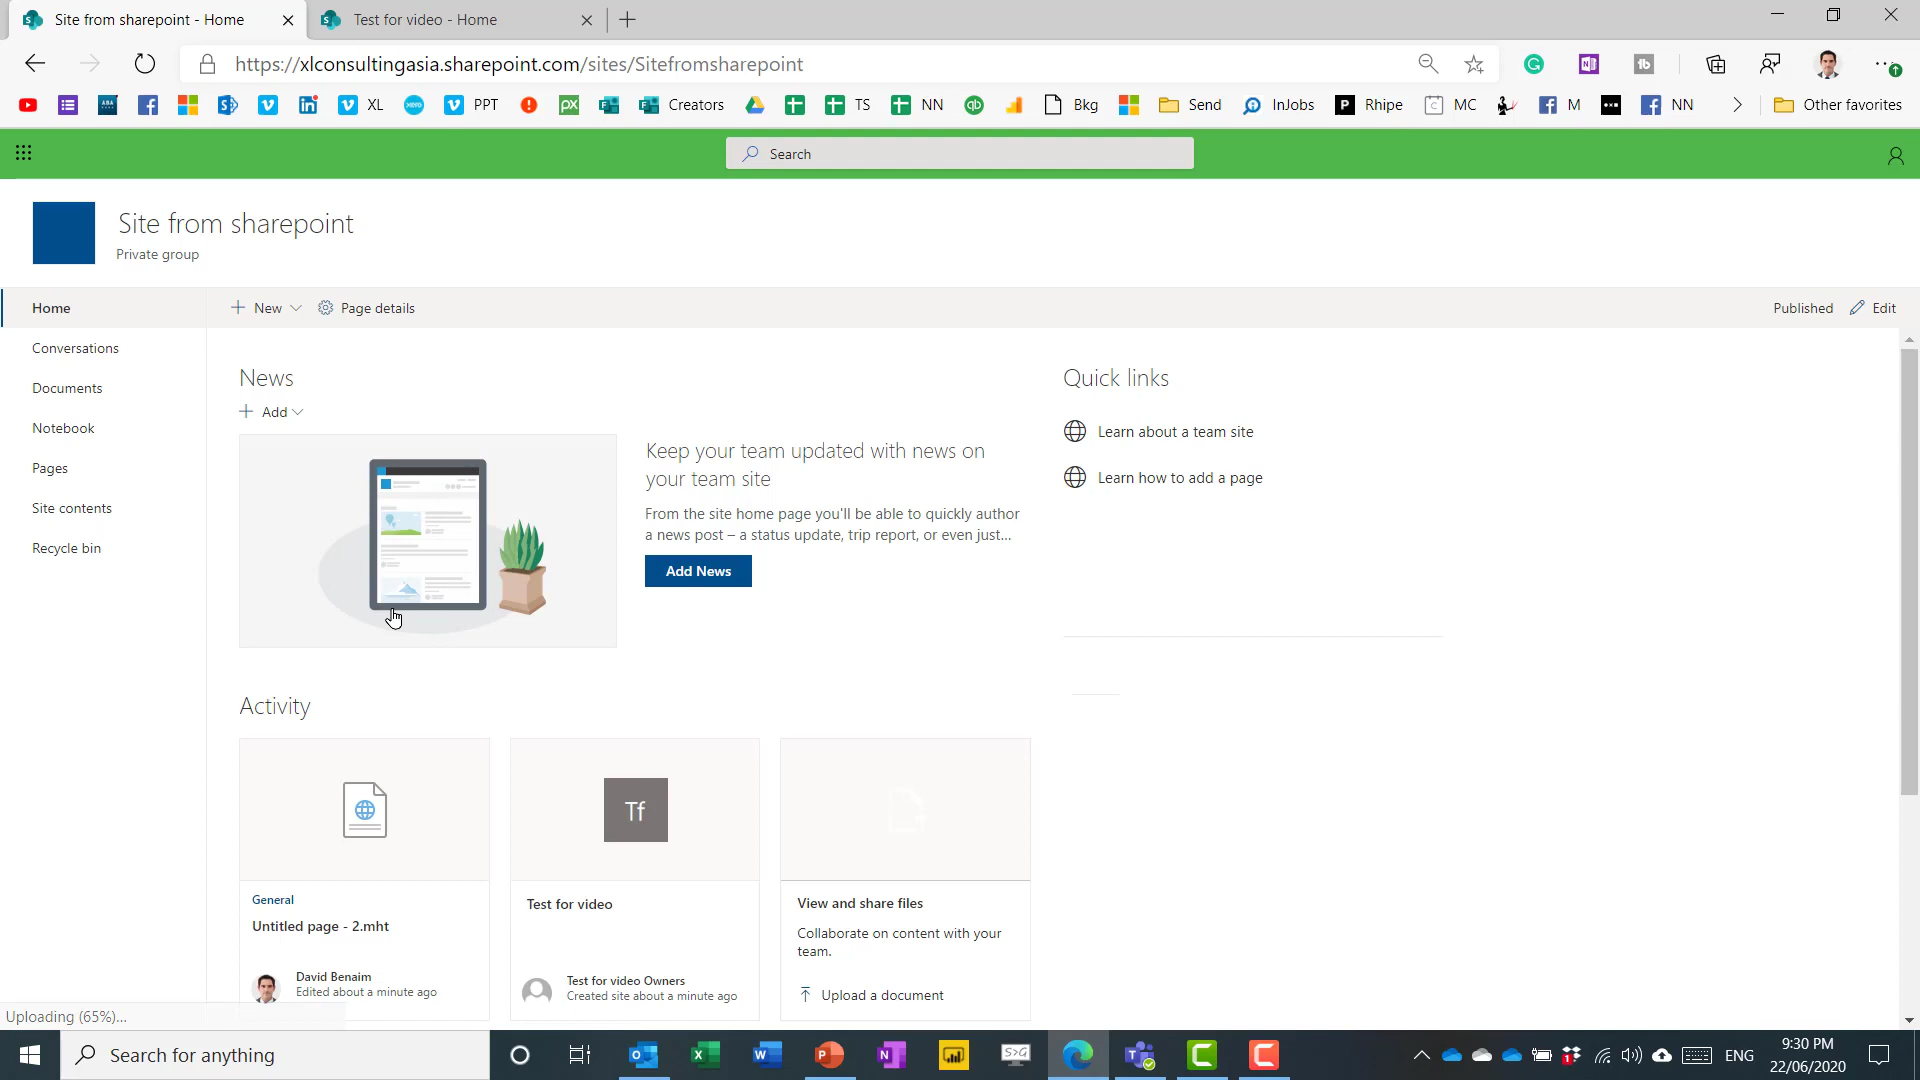 Site from sharepoint - Home
Test for video - Home
https://xlconsultingasia.sharepoint.com/sites/Sitefromsharepoint
XL
PPT
Creators
TS
NN
Bkg
Send
InJobs
Rhipe
MC
M
NN
Other favorites
Search
Site from sharepoint
Private group
Home
New
Page details
Published
Edit
Conversations
Documents
Notebook
Pages
Site contents
Recycle bin
News
Add
Keep your team updated with news on
your team site
From the site home page you'll be able to quickly author
a news post – a status update, trip report, or even just...
Add News
Quick links
Learn about a team site
Learn how to add a page
Activity
General
Untitled page - 2.mht
David Benaim
Edited about a minute ago
Tf
Test for video
Test for video Owners
Created site about a minute ago
View and share files
Collaborate on content with your
team.
Upload a document
Uploading (65%)...
Search for anything
ENG
9:30 PM
22/06/2020